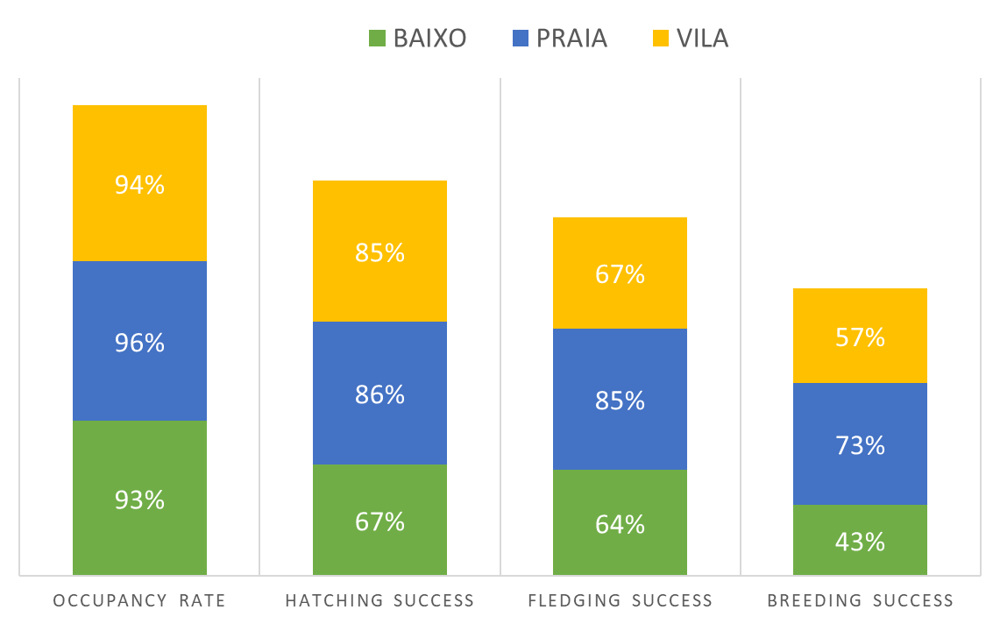 BAIXO PRAIA VILA
94% 85% 67% 57%
96% 86% 85% 73%
93% 67% 64% 43%
OCCUPANCY RATE HATCHING SUCCESS FLEDGING SUCCESS BREEDING SUCCESS